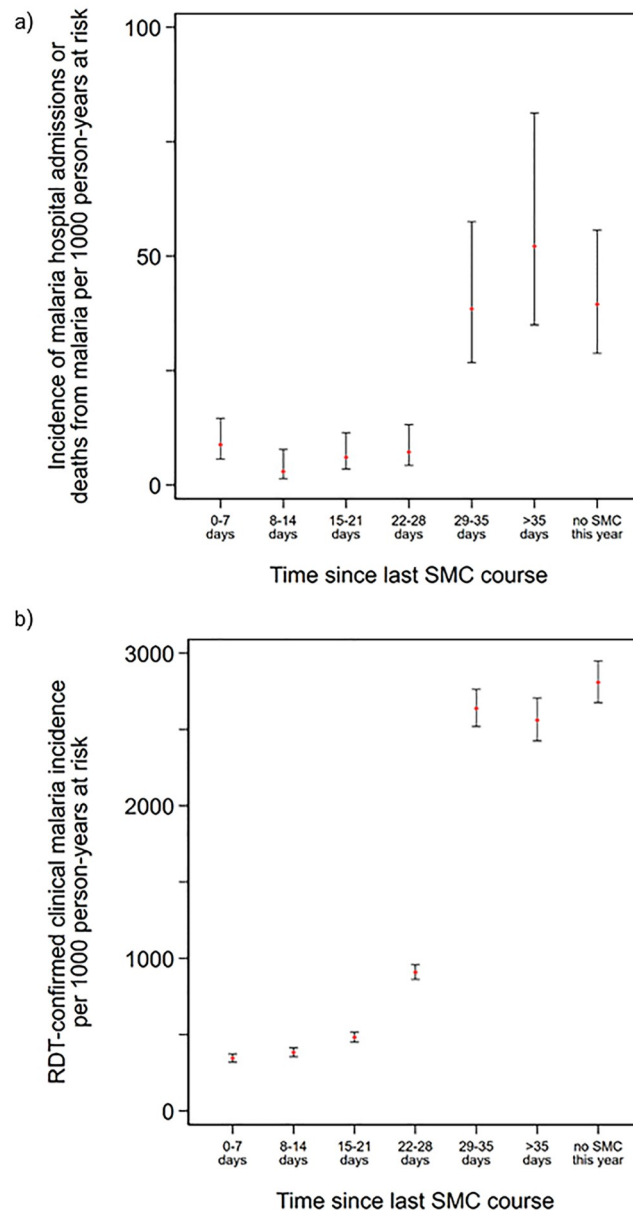 a)
Incidence of malaria hospital admissions or
deaths from malaria per 1000 person-years at risk
100
50
0
0-7 8-14 15-21 22-28 29-35 >35 no SMC
days days days days days days this year
Time since last SMC course
b)
RDT-confirmed clinical malaria incidence
per 1000 person-years at risk
3000
2000
1000
0
0-7 8-14 15-21 22-28 29-35 >35 no SMC
days days days days days days this year
Time since last SMC course